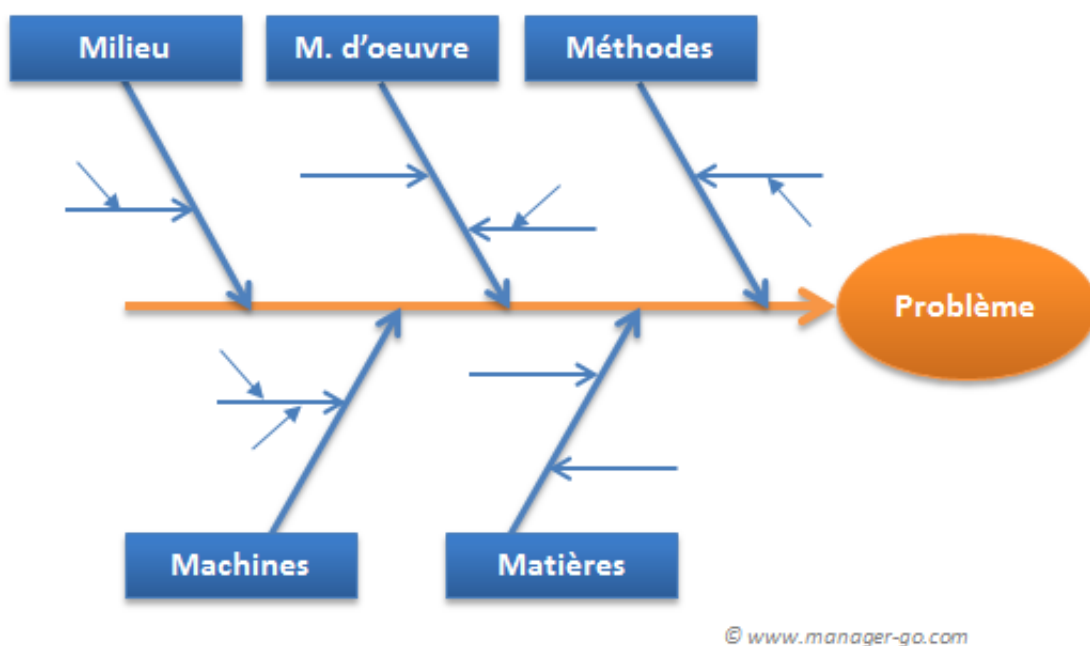 Milieu
M. d'oeuvre
Méthodes
Problème
Machines
Matières
© www.manager-go.com